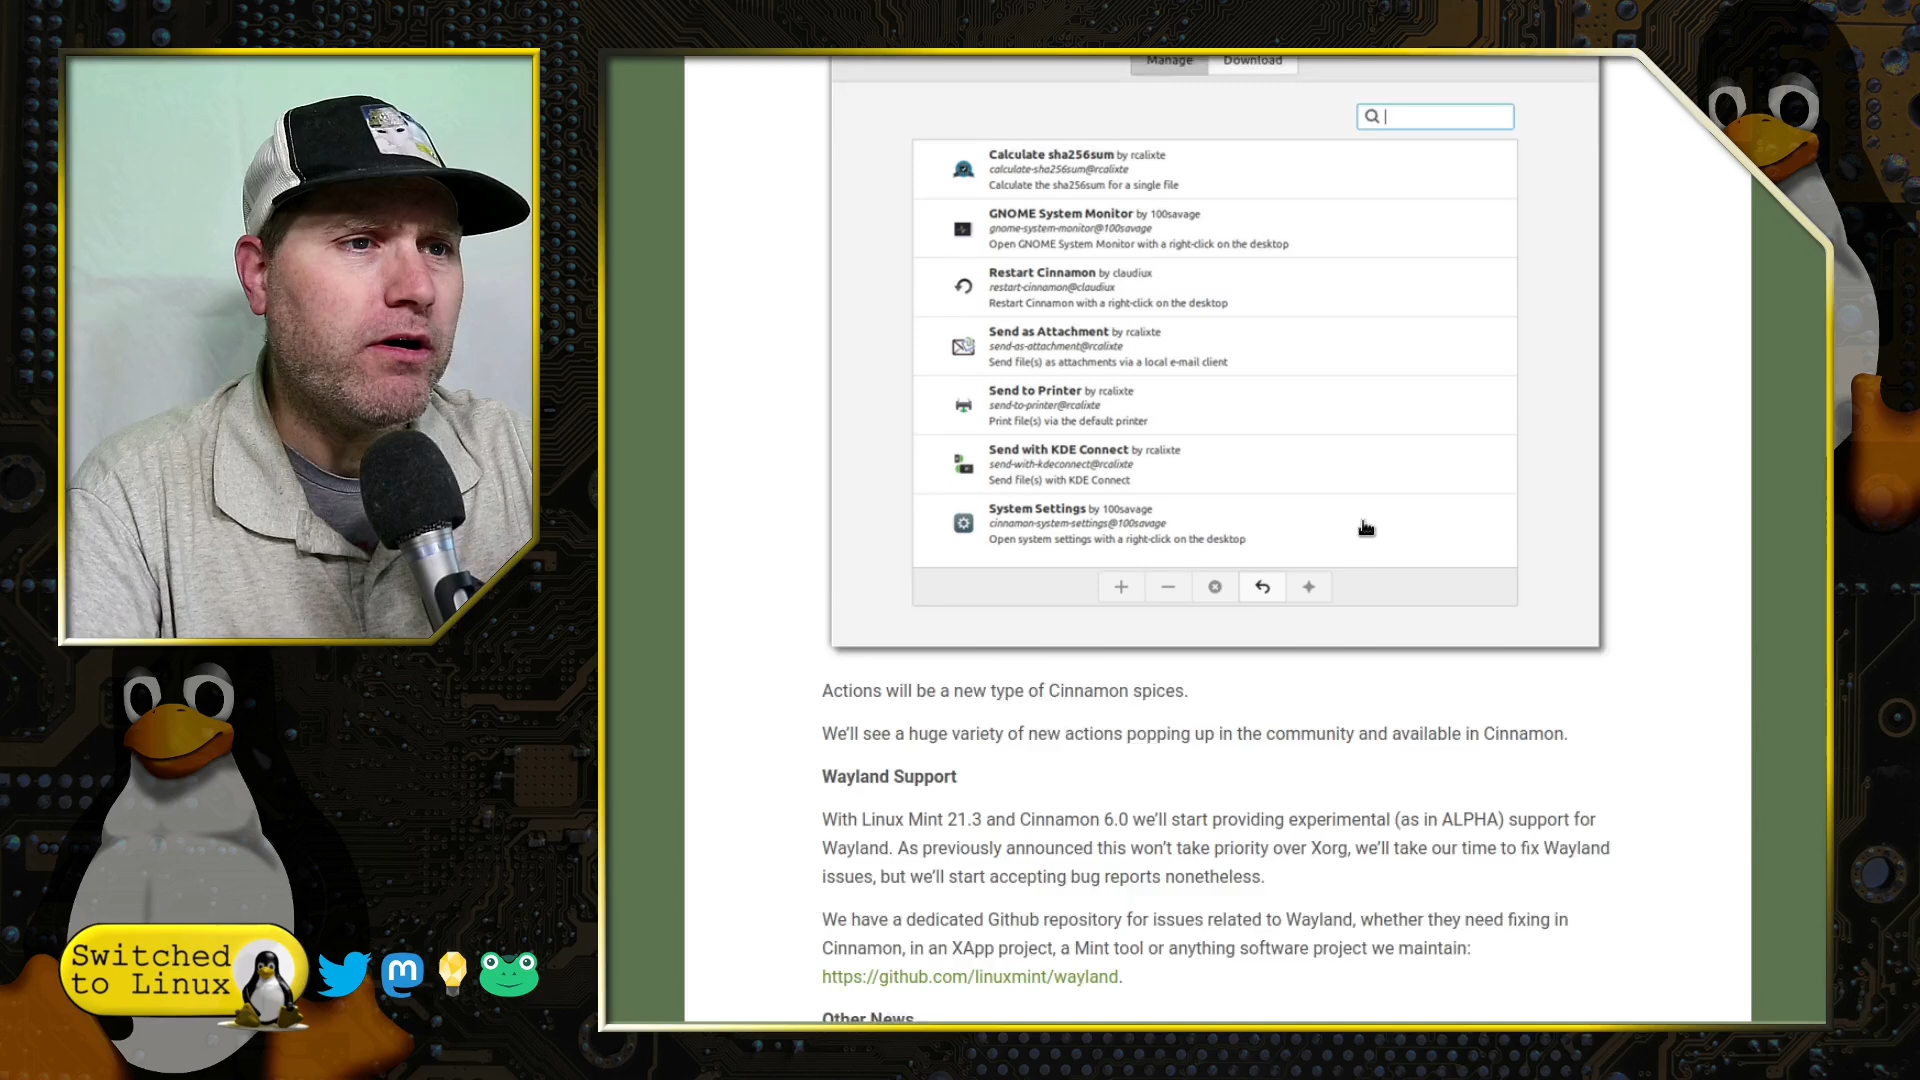 Manage Download
Calculate sha256sum by rcalixte
calculate-sha256sum@rcalixte
Calculate the sha256sum for a single file
GNOME System Monitor by 100savage
gnome-system-monitor@100savage
Open GNOME System Monitor with a right-click on the desktop
Restart Cinnamon by claudiux
restart-cinnamon@claudiux
Restart Cinnamon with a right-click on the desktop
Send as Attachment by rcalixte
send-as-attachment@rcalixte
Send file(s) as attachments via a local e-mail client
Send to Printer by rcalixte
send-to-printer@rcalixte
Print file(s) via the default printer
Send with KDE Connect by rcalixte
send-with-kdeconnect@rcalixte
Send file(s) with KDE Connect
System Settings by 100savage
cinnamon-system-settings@100savage
Open system settings with a right-click on the desktop
Actions will be a new type of Cinnamon spices.
We'll see a huge variety of new actions popping up in the community and available in Cinnamon.
Wayland Support
With Linux Mint 21.3 and Cinnamon 6.0 we'll start providing experimental (as in ALPHA) support for
Wayland. As previously announced this won't take priority over Xorg, we'll take our time to fix Wayland
issues, but we'll start accepting bug reports nonetheless.
We have a dedicated Github repository for issues related to Wayland, whether they need fixing in
Cinnamon, in an XApp project, a Mint tool or anything software project we maintain:
https://github.com/linuxmint/wayland.
Other News
Switched
to Linux